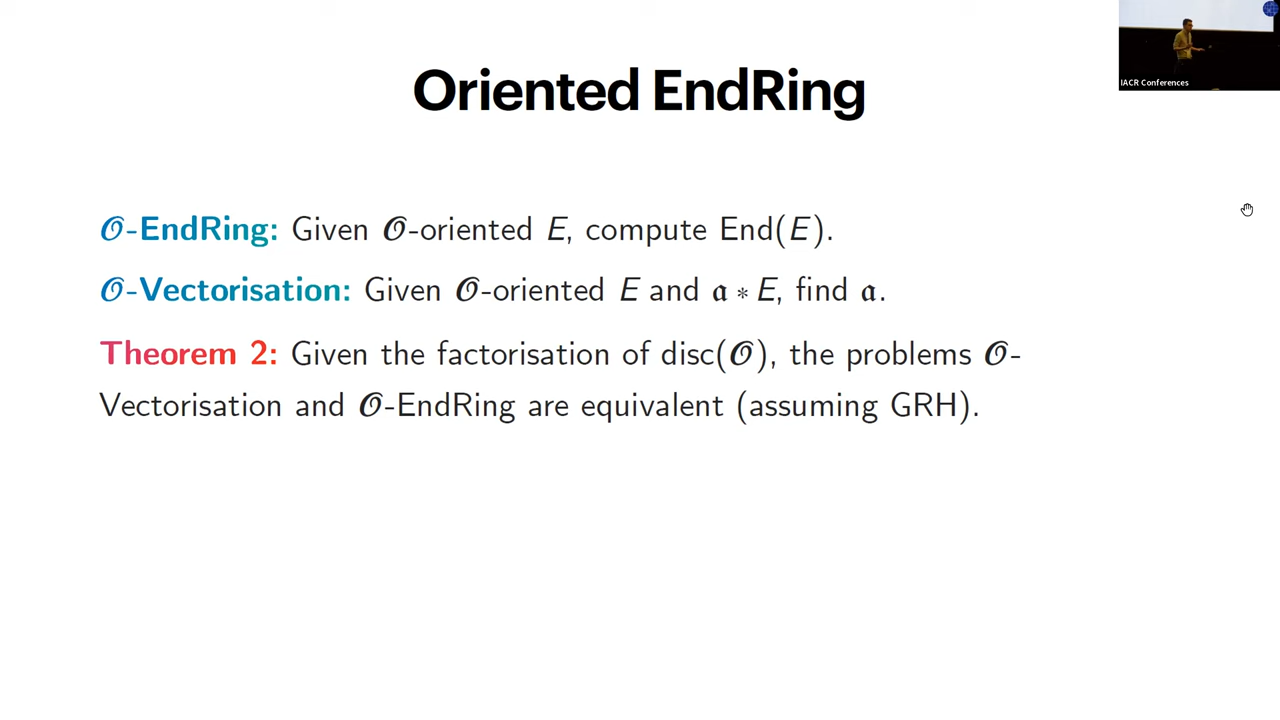 IACR Conferences
Oriented EndRing
𝒪-EndRing: Given 𝒪-oriented E, compute End(E).
𝒪-Vectorisation: Given 𝒪-oriented E and 𝔞 ∗ E, find 𝔞.
Theorem 2: Given the factorisation of disc(𝒪), the problems 𝒪-
Vectorisation and 𝒪-EndRing are equivalent (assuming GRH).